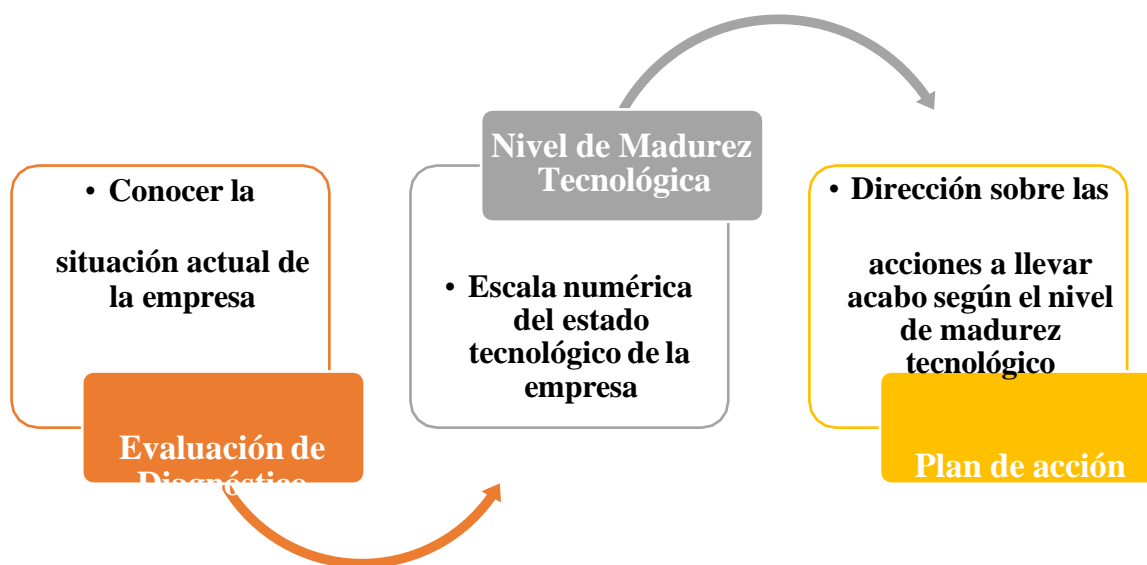 • Conocer la
situación actual de
la empresa
Evaluación de
Diagnóstico
Nivel de Madurez
Tecnológica
• Escala numérica
del estado
tecnológico de la
empresa
• Dirección sobre las
acciones a llevar
acabo según el nivel
de madurez
tecnológico
Plan de acción